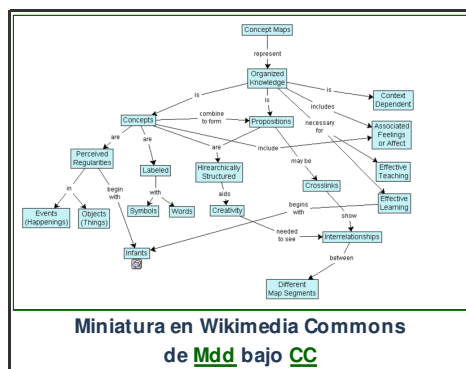 Concept Maps
represent
Organized
Knowledge
is
is
is
includes
necessary
for
Context
Dependent
Concepts
combine
to form
Propositions
Associated
Feelings
or Affect
are
are
are
include
may be
Perceived
Regularities
Labeled
Hierarchically
Structured
Crosslinks
Effective
Teaching
in
begin
with
with
aids
Events
(Happenings)
Objects
(Things)
Symbols
Words
Creativity
begins
with
show
Effective
Learning
needed
to see
Interrelationships
Infants
between
Different
Map Segments
Miniatura en Wikimedia Commons
de Mdd bajo CC